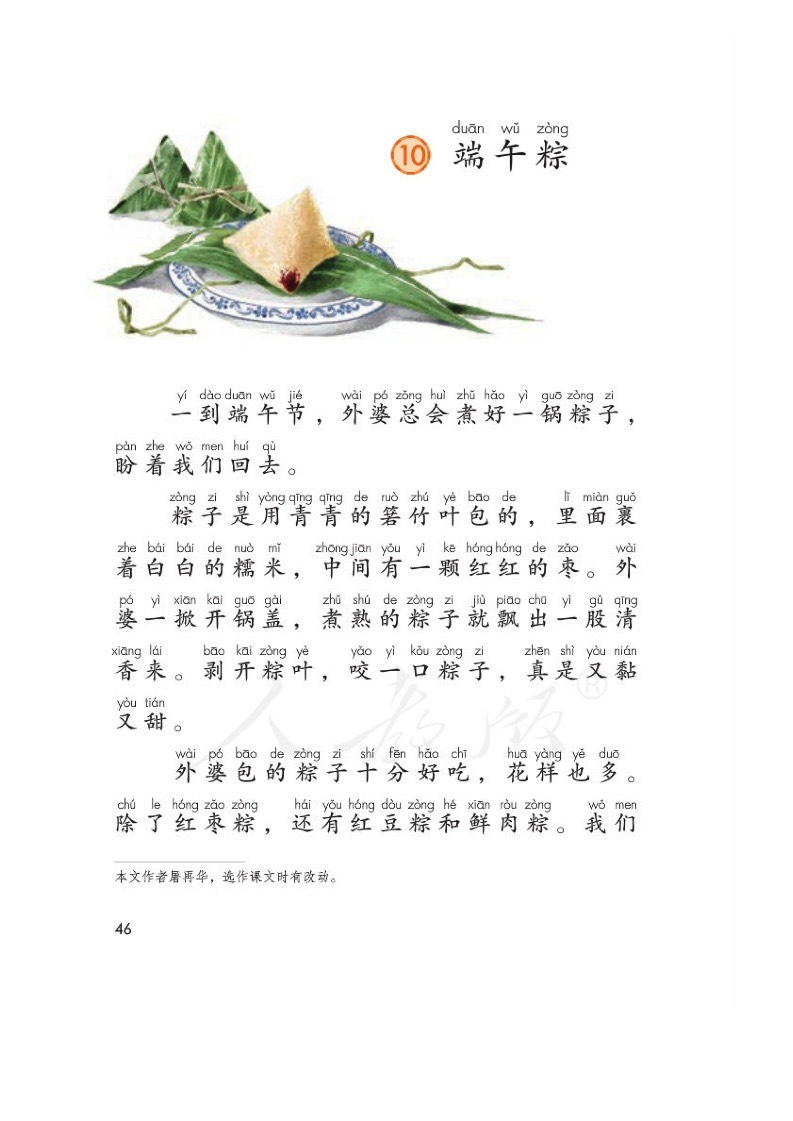 duān wǔ zòng
10 端午粽
yí dào duān wǔ jié wài pó zǒng huì zhǔ hǎo yì guō zòng zi
一到端午节，外婆总会煮好一锅粽子，
pàn zhe wǒ men huí qù
盼着我们回去。
zòng zi shì yòng qīng qīng de ruò zhú yè bāo de lǐ miàn guǒ
粽子是用青青的箬竹叶包的，里面裹
zhe bái bái de nuò mǐ zhōng jiān yǒu yì kē hóng hóng de zǎo wài
着白白的糯米，中间有一颗红红的枣。外
pó yì xiān kāi guō gài zhǔ shú de zòng zi jiù piāo chū yì gǔ qīng
婆一掀开锅盖，煮熟的粽子就飘出一股清
xiāng lái bāo kāi zòng yè yǎo yì kǒu zòng zi zhēn shì yòu nián
香来。剥开粽叶，咬一口粽子，真是又黏
yòu tián
又甜。
wài pó bāo de zòng zi shí fēn hǎo chī huā yàng yě duō
外婆包的粽子十分好吃，花样也多。
chú le hóng zǎo zòng hái yǒu hóng dòu zòng hé xiān ròu zòng wǒ men
除了红枣粽，还有红豆粽和鲜肉粽。我们
本文作者屠再华，选作课文时有改动。
46
人教版®